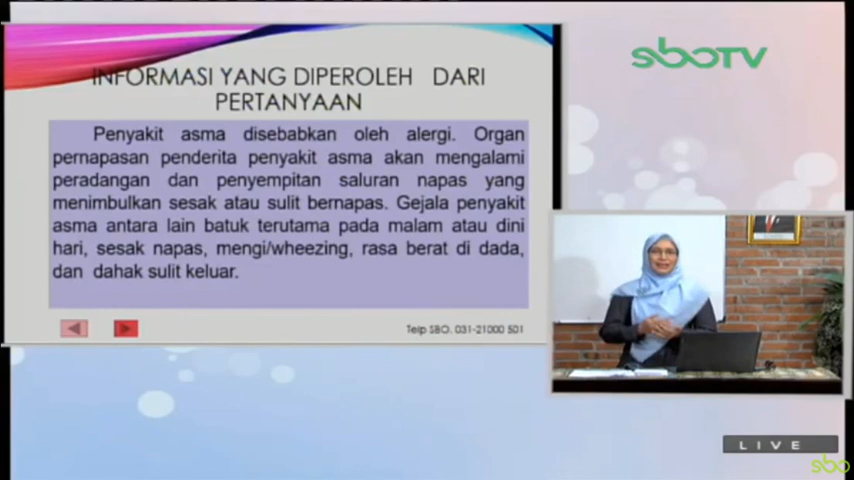 sboTV
INFORMASI YANG DIPEROLEH DARI
PERTANYAAN
Penyakit asma disebabkan oleh alergi. Organ
pernapasan penderita penyakit asma akan mengalami
peradangan dan penyempitan saluran napas yang
menimbulkan sesak atau sulit bernapas. Gejala penyakit
asma antara lain batuk terutama pada malam atau dini
hari, sesak napas, mengi/wheezing, rasa berat di dada,
dan dahak sulit keluar.
Telp SBO. 031-21000 501
LIVE
sbo